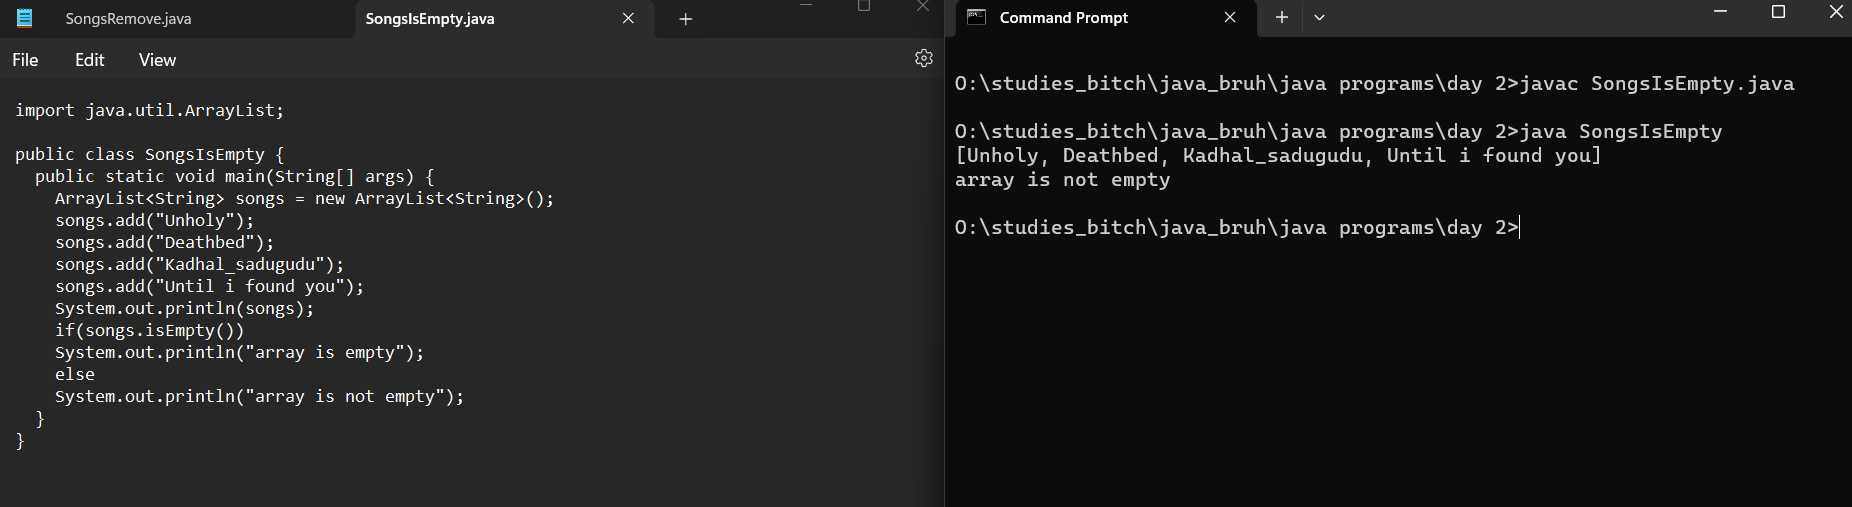 SongsRemove.java
SongsIsEmpty.java
File Edit View
import java.util.ArrayList;
public class SongsIsEmpty {
public static void main(String[] args) {
ArrayList<String> songs = new ArrayList<String>();
songs.add("Unholy");
songs.add("Deathbed");
songs.add("Kadhal_sadugudu");
songs.add("Until i found you");
System.out.println(songs);
if(songs.isEmpty())
System.out.println("array is empty");
else
System.out.println("array is not empty");
}
}
Command Prompt
O:\studies_bitch\java_bruh\java programs\day 2>javac SongsIsEmpty.java
O:\studies_bitch\java_bruh\java programs\day 2>java SongsIsEmpty
[Unholy, Deathbed, Kadhal_sadugudu, Until i found you]
array is not empty
O:\studies_bitch\java_bruh\java programs\day 2>